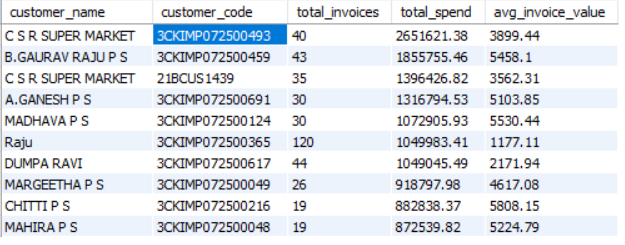 customer_name customer_code total_invoices total_spend avg_invoice_value
C S R SUPER MARKET 3CKIMP072500493 40 2651621.38 3899.44
B.GAURAV RAJU P S 3CKIMP072500459 43 1855755.46 5458.1
C S R SUPER MARKET 21BCUS1439 35 1396426.82 3562.31
A.GANESH P S 3CKIMP072500691 30 1316794.53 5103.85
MADHAVA P S 3CKIMP072500124 30 1072905.93 5530.44
Raju 3CKIMP072500365 120 1049983.41 1177.11
DUMPA RAVI 3CKIMP072500617 44 1049045.49 2171.94
MARGEETHA P S 3CKIMP072500049 26 918797.98 4617.08
CHITTI P S 3CKIMP072500216 19 882838.37 5808.15
MAHIRA P S 3CKIMP072500048 19 872539.82 5224.79